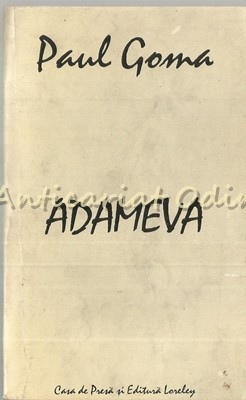 Paul Goma
Anticariat Odin
ADAMEVA
Casa de Presă și Editură Loreley